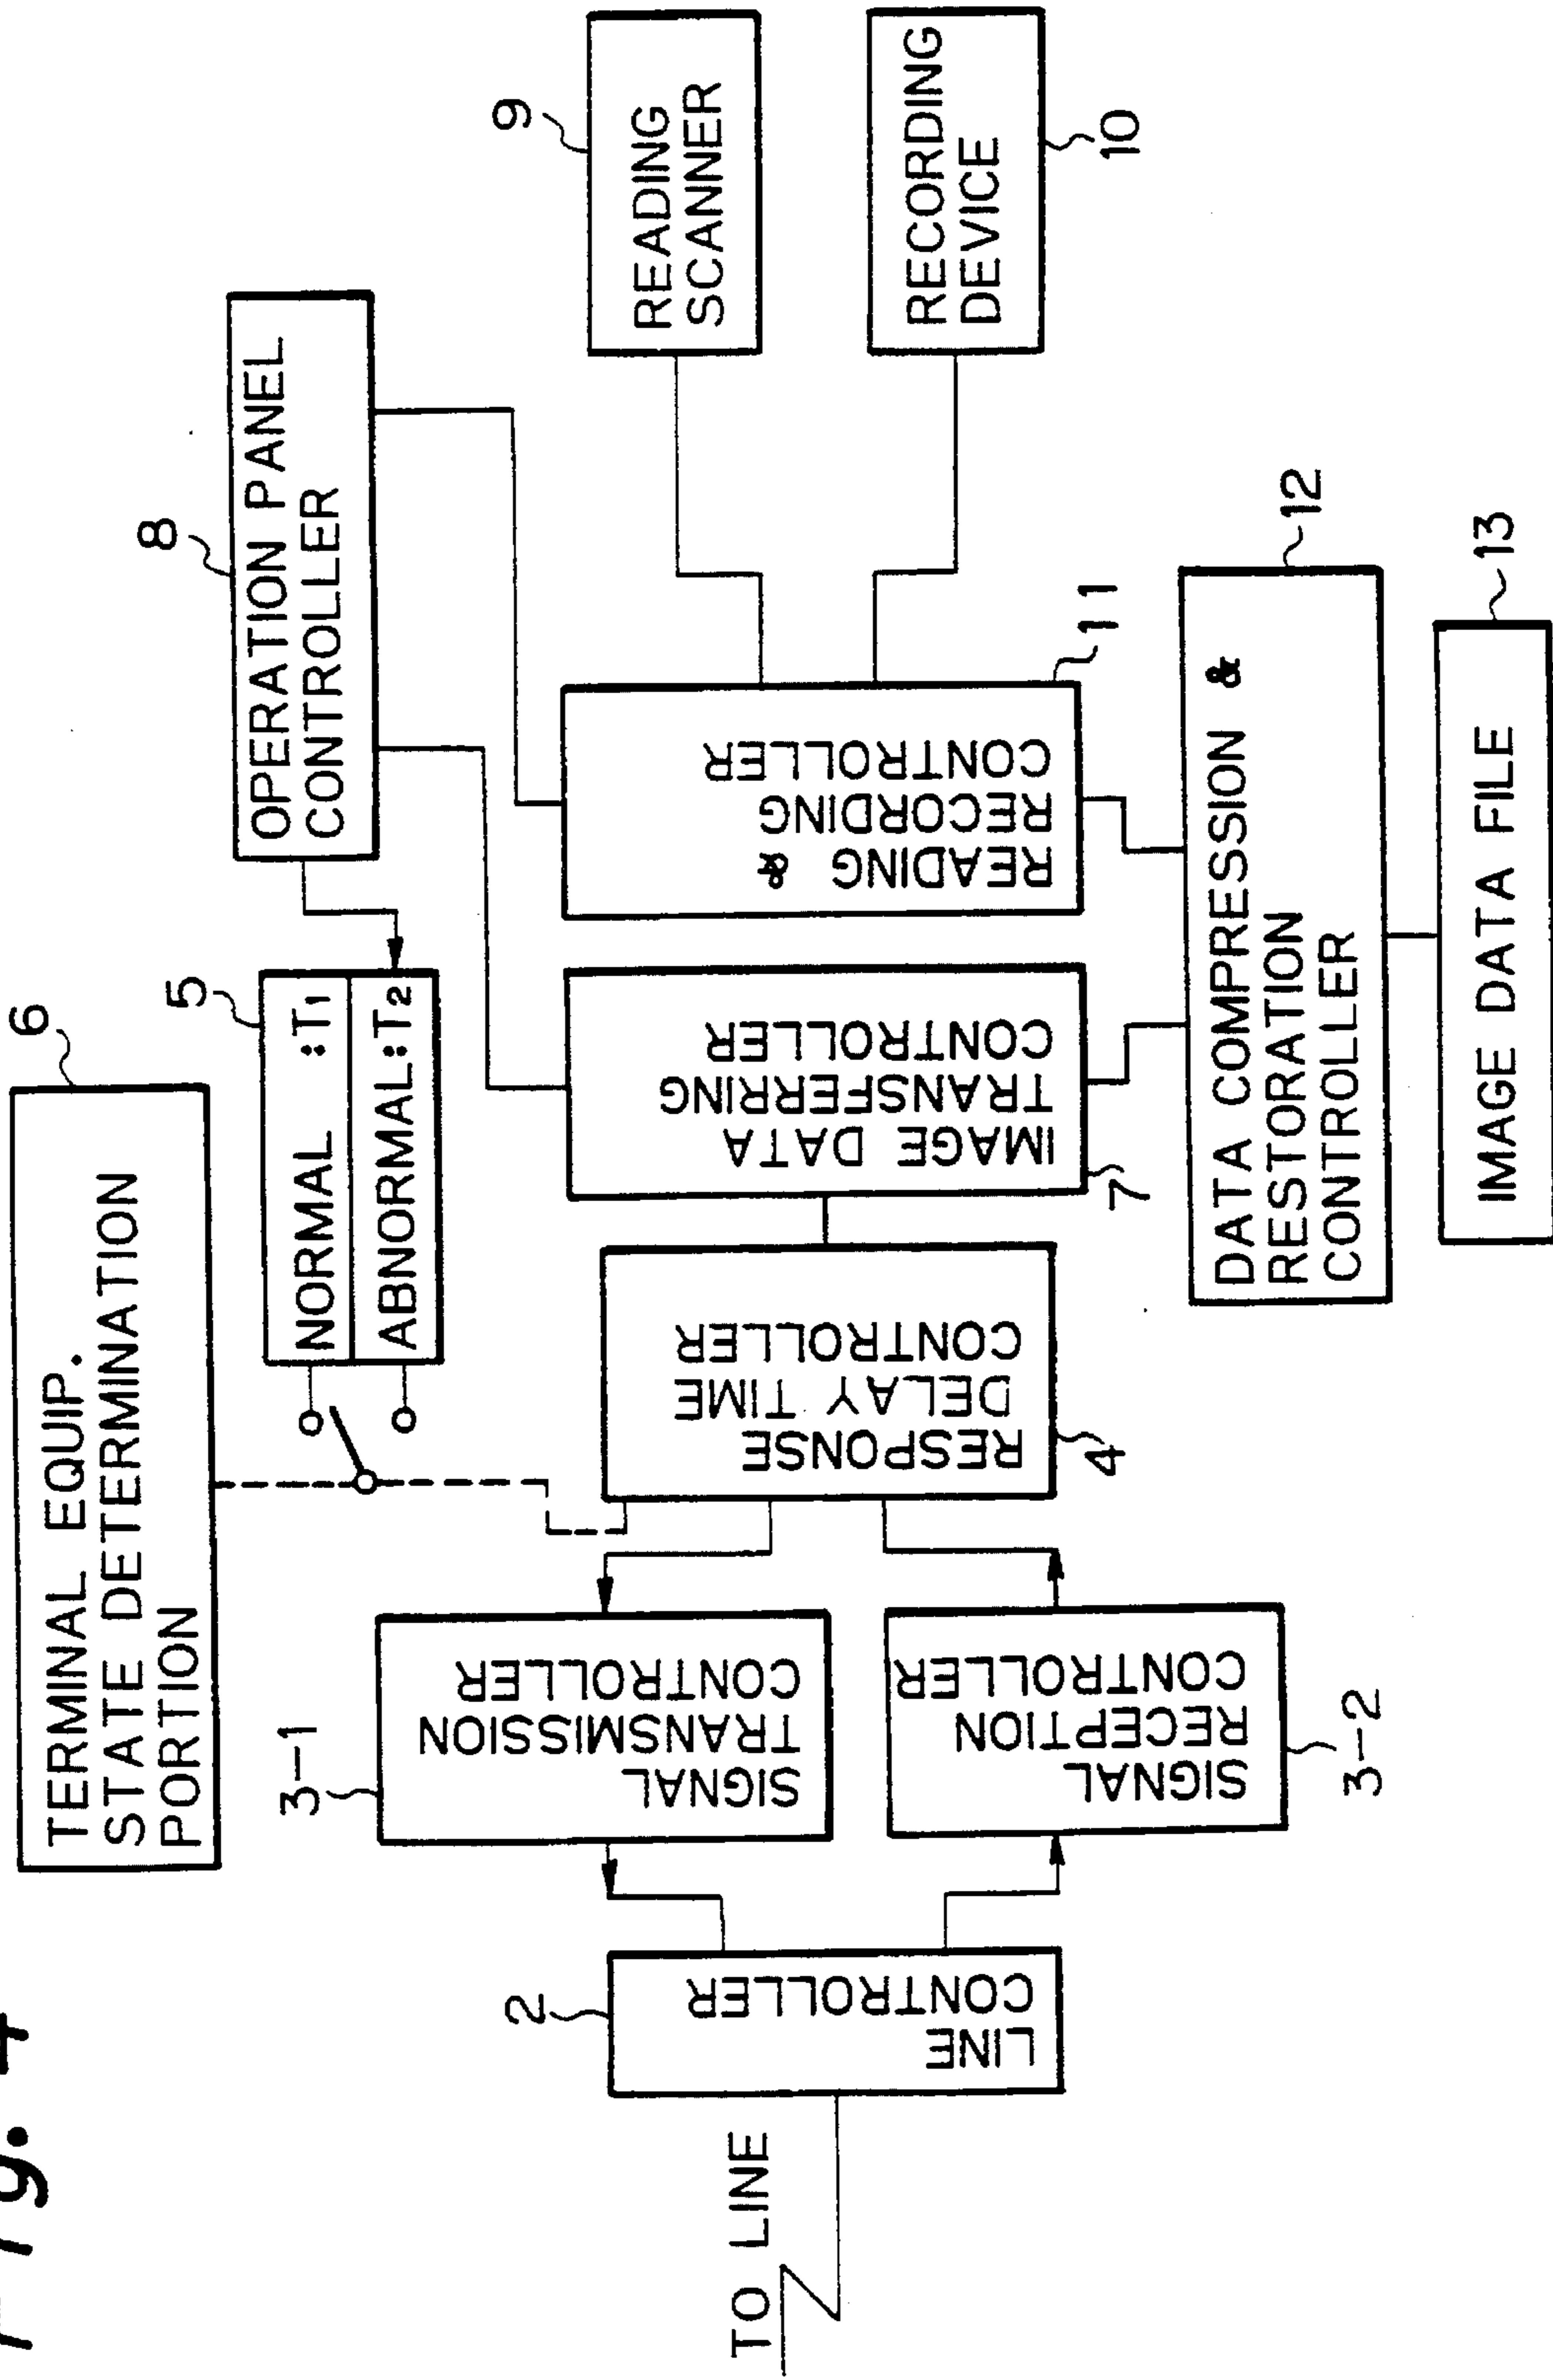 Fig. 4
6
TERMINAL EQUIP.
STATE DETERMINATION
PORTION
5
NORMAL :T1
ABNORMAL:T2
8
OPERATION PANEL
CONTROLLER
9
READING
SCANNER
RECORDING
DEVICE
10
TO LINE
2
LINE
CONTROLLER
3-1
SIGNAL
TRANSMISSION
CONTROLLER
SIGNAL
RECEPTION
CONTROLLER
3-2
RESPONSE
DELAY TIME
CONTROLLER
4
IMAGE DATA
TRANSFERRING
CONTROLLER
7
READING &
RECORDING
CONTROLLER
11
DATA COMPRESSION &
RESTORATION
CONTROLLER
12
IMAGE DATA FILE
13